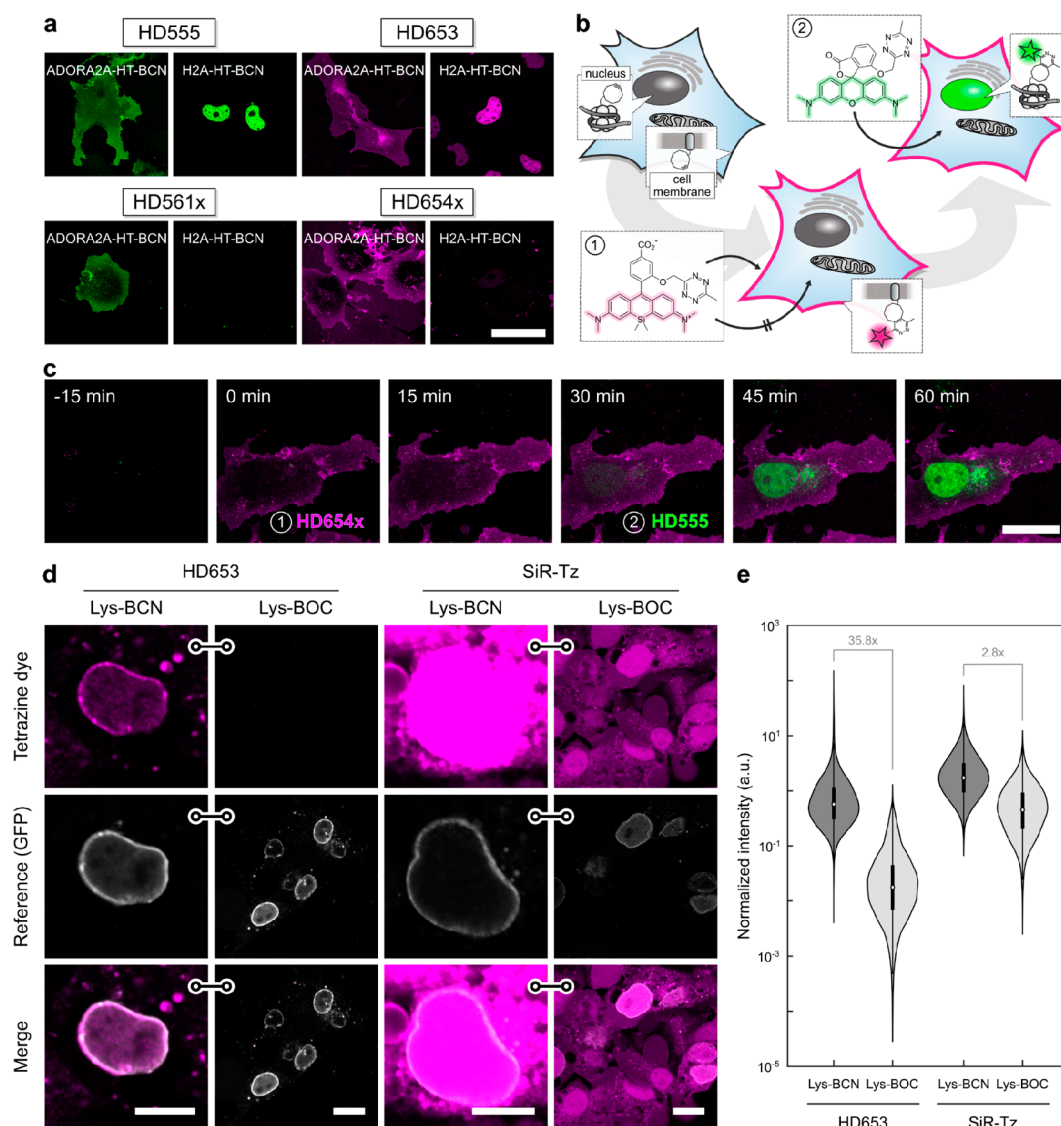 a
HD555
HD653
ADORA2A-HT-BCN
H2A-HT-BCN
ADORA2A-HT-BCN
H2A-HT-BCN
HD561x
HD654x
ADORA2A-HT-BCN
H2A-HT-BCN
ADORA2A-HT-BCN
H2A-HT-BCN
b
nucleus
cell
membrane
②
O
O
O
N
N
N
N
N
O
N
①
CO₂⁻
O
N
N
N
N
N
Si
N⁺
c
-15 min
0 min
15 min
30 min
45 min
60 min
① HD654x
② HD555
d
HD653
SiR-Tz
Lys-BCN
Lys-BOC
Lys-BCN
Lys-BOC
Tetrazine dye
Reference (GFP)
Merge
e
Normalized intensity (a.u.)
10³
10¹
10⁻¹
10⁻³
10⁻⁵
35.8x
2.8x
Lys-BCN
Lys-BOC
Lys-BCN
Lys-BOC
HD653
SiR-Tz